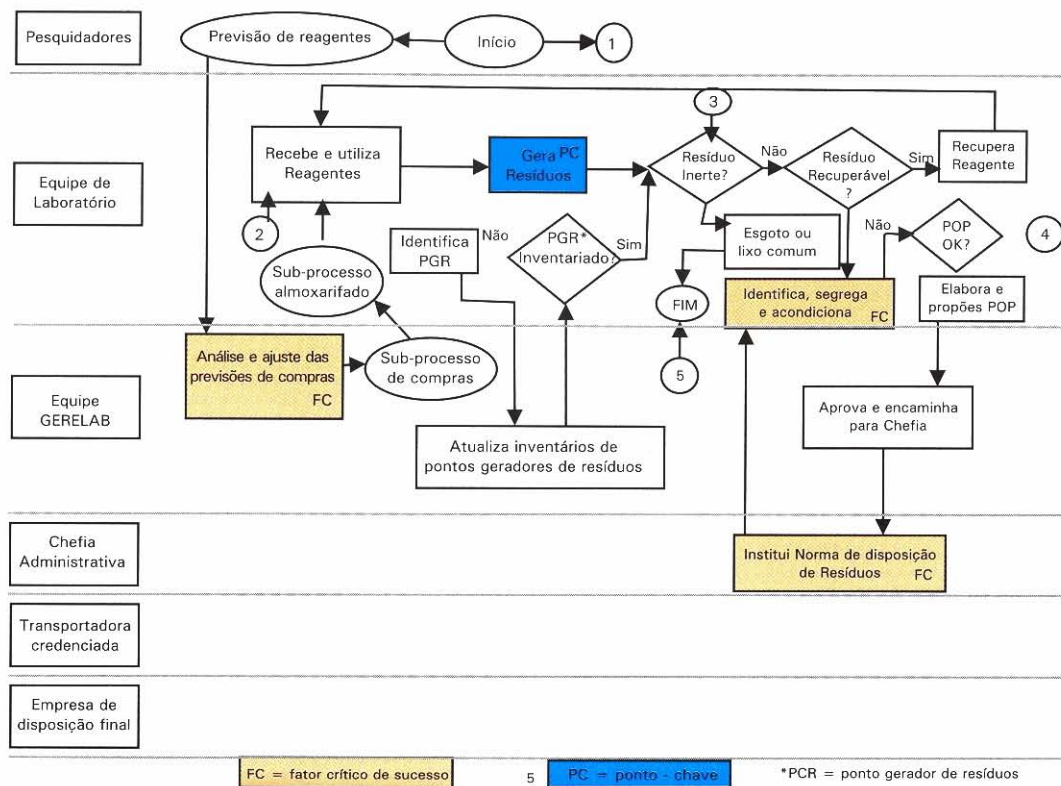 Pesquidadores
Previsão de reagentes
Início
1
3
Recebe e utiliza
Reagentes
Gera PC
Resíduos
Resíduo
Inerte?
Não
Resíduo
Recuperável
?
Sim
Recupera
Reagente
Equipe de
Laboratório
2
Identifica
PGR
Não
PGR*
Inventariado?
Sim
Esgoto ou
lixo comum
Não
POP
OK?
4
Sub-processo
almoxarifado
FIM
Identifica, segrega
e acondiciona
FC
Elabora e
propões POP
Análise e ajuste das
previsões de compras
FC
Sub-processo
de compras
5
Equipe
GERELAB
Atualiza inventários de
pontos geradores de resíduos
Aprova e encaminha
para Chefia
Chefia
Administrativa
Institui Norma de disposição
de Resíduos FC
Transportadora
credenciada
Empresa de
disposição final
FC = fator crítico de sucesso
5
PC = ponto - chave
*PCR = ponto gerador de resíduos